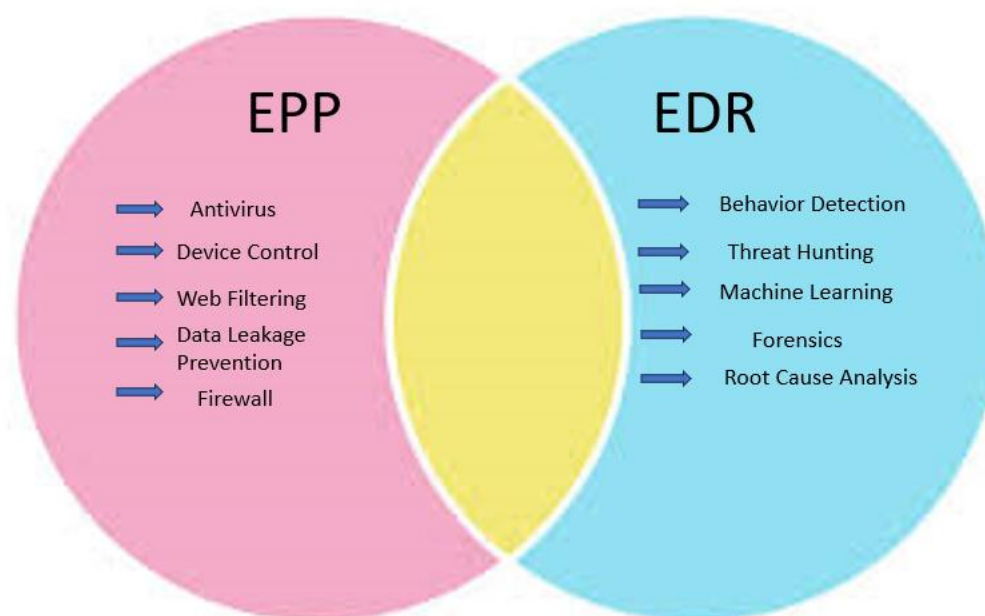 EPP
Antivirus
Device Control
Web Filtering
Data Leakage
Prevention
Firewall
EDR
Behavior Detection
Threat Hunting
Machine Learning
Forensics
Root Cause Analysis